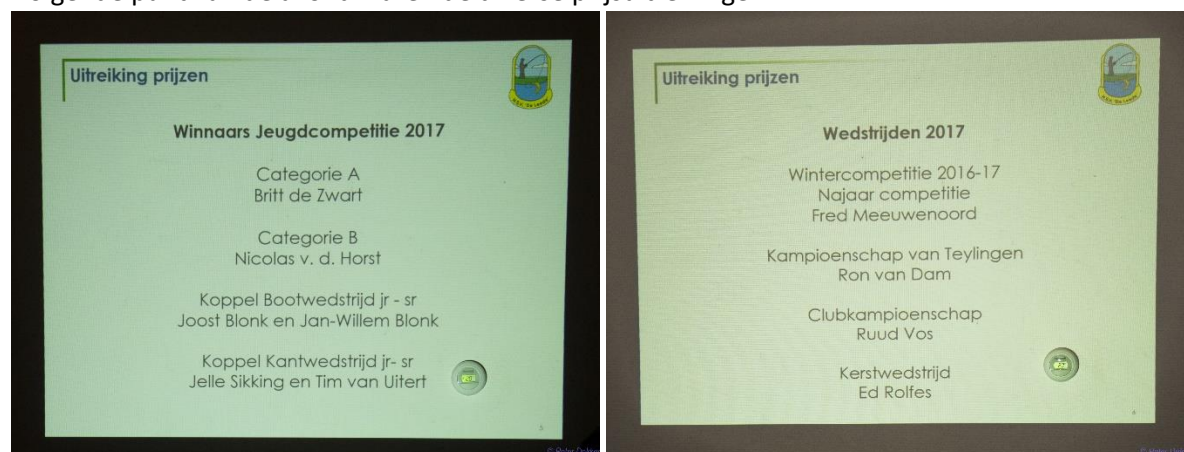 Uitreiking prijzen
Winnaars Jeugdcompetitie 2017
Categorie A
Britt de Zwart
Categorie B
Nicolas v. d. Horst
Koppel Bootwedstrijd jr - sr
Joost Blonk en Jan-Willem Blonk
Koppel Kantwedstrijd jr- sr
Jelle Sikking en Tim van Uitert
Uitreiking prijzen
Wedstrijden 2017
Wintercompetitie 2016-17
Najaar competitie
Fred Meeuwenoord
Kampioenschap van Teylingen
Ron van Dam
Clubkampioenschap
Ruud Vos
Kerstwedstrijd
Ed Rolfes